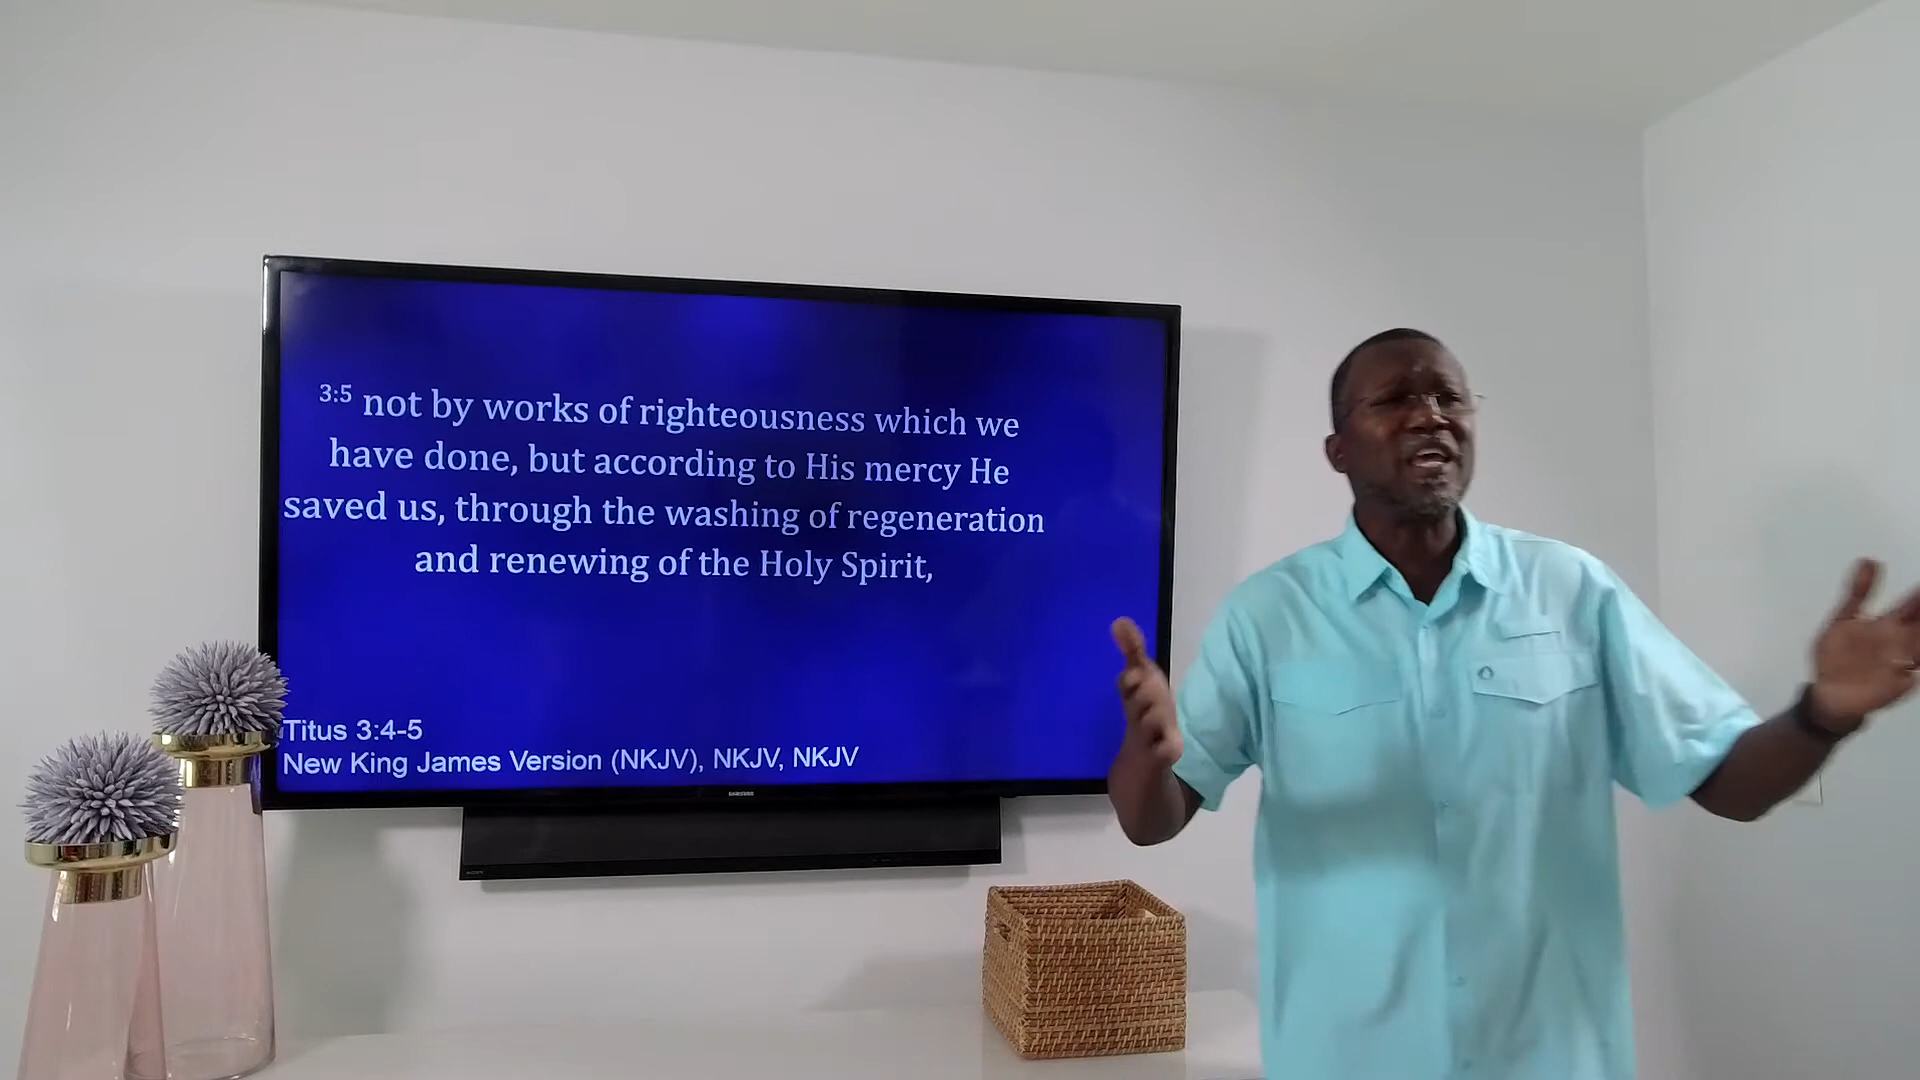 3:5 not by works of righteousness which we
have done, but according to His mercy He
saved us, through the washing of regeneration
and renewing of the Holy Spirit,
Titus 3:4-5
New King James Version (NKJV), NKJV, NKJV
SAMSUNG